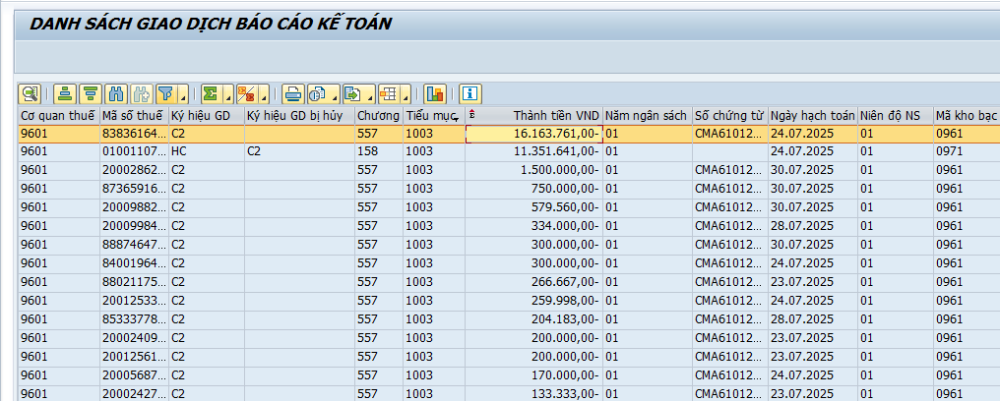 DANH SÁCH GIAO DỊCH BÁO CÁO KẾ TOÁN
Cơ quan thuế Mã số thuế Ký hiệu GD Ký hiệu GD bị hủy Chương Tiểu mục Thành tiền VND Năm ngân sách Số chứng từ Ngày hạch toán Niên độ NS Mã kho bạc
9601 83836164... C2 557 1003 16.163.761,00- 01 CMA61012... 24.07.2025 01 0961
9601 01001107... HC C2 158 1003 11.351.641,00- 01 24.07.2025 01 0971
9601 20002862... C2 557 1003 1.500.000,00- 01 CMA61012... 30.07.2025 01 0961
9601 87365916... C2 557 1003 750.000,00- 01 CMA61012... 30.07.2025 01 0961
9601 20009882... C2 557 1003 579.560,00- 01 CMA61012... 30.07.2025 01 0961
9601 20009984... C2 557 1003 334.000,00- 01 CMA61012... 28.07.2025 01 0961
9601 88874647... C2 557 1003 300.000,00- 01 CMA61012... 30.07.2025 01 0961
9601 84001964... C2 557 1003 300.000,00- 01 CMA61012... 24.07.2025 01 0961
9601 88021175... C2 557 1003 266.667,00- 01 CMA61012... 23.07.2025 01 0961
9601 20012533... C2 557 1003 259.998,00- 01 CMA61012... 24.07.2025 01 0961
9601 85333778... C2 557 1003 204.183,00- 01 CMA61012... 28.07.2025 01 0961
9601 20002409... C2 557 1003 200.000,00- 01 CMA61012... 23.07.2025 01 0961
9601 20012561... C2 557 1003 200.000,00- 01 CMA61012... 23.07.2025 01 0961
9601 20005687... C2 557 1003 170.000,00- 01 CMA61012... 24.07.2025 01 0961
9601 20002427... C2 557 1003 133.333,00- 01 CMA61012... 23.07.2025 01 0961